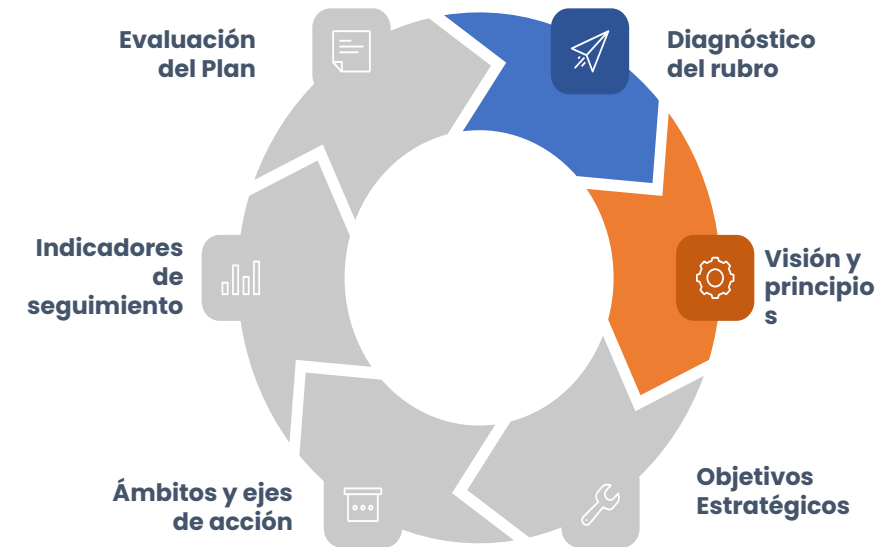 Evaluación
del Plan
Diagnóstico
del rubro
Indicadores
de
seguimiento
Visión y
principio
s
Ámbitos y ejes
de acción
Objetivos
Estratégicos